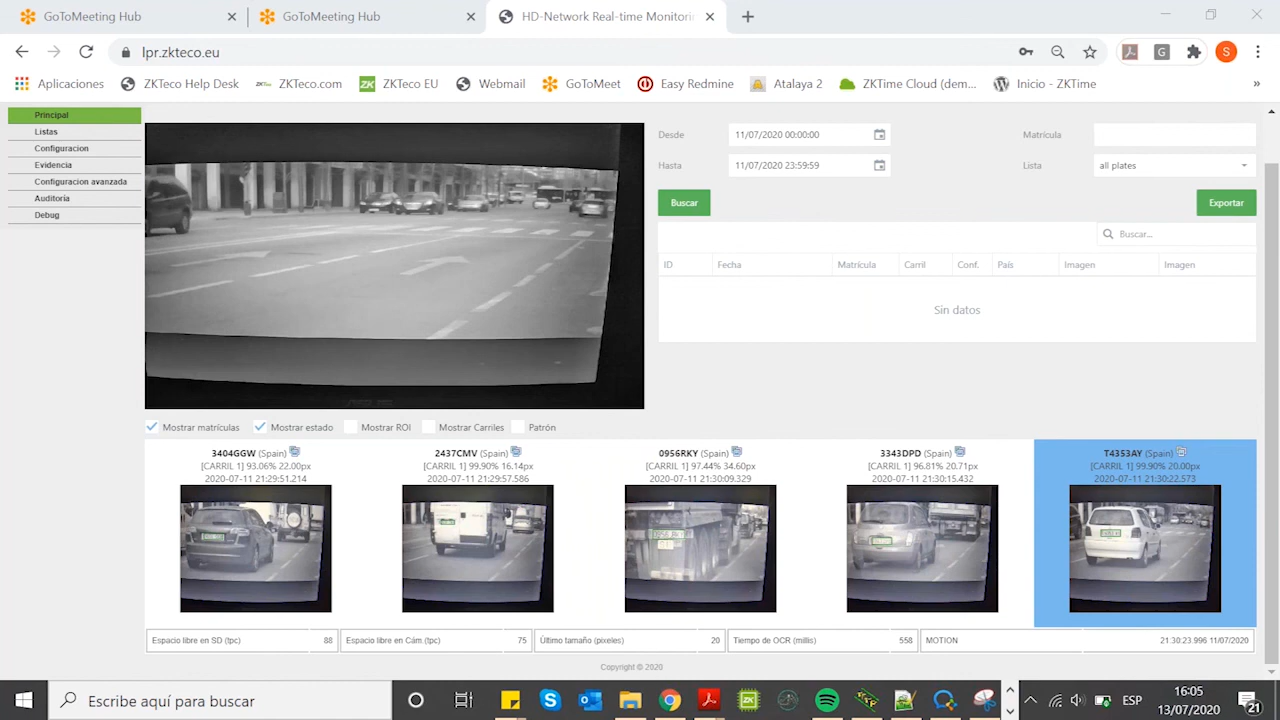 GoToMeeting Hub
GoToMeeting Hub
HD-Network Real-time Monitorin
lpr.zkteco.eu
G
S
Aplicaciones
ZKTeco Help Desk
ZKTeco.com
ZKTeco EU
Webmail
GoToMeet
Easy Redmine
Atalaya 2
ZKTime Cloud (dem...
Inicio - ZKTime
»
Principal
Listas
Configuracion
Evidencia
Configuracion avanzada
Auditoría
Debug
Desde
11/07/2020 00:00:00
Matrícula
Hasta
11/07/2020 23:59:59
Lista
all plates
Buscar
Exportar
Buscar...
ID
Fecha
Matrícula
Carril
Conf.
País
Imagen
Imagen
Sin datos
Mostrar matrículas
Mostrar estado
Mostrar ROI
Mostrar Carriles
Patrón
3404GGW (Spain)
[CARRIL 1] 93.06% 22.00px
2020-07-11 21:29:51.214
2437CMV (Spain)
[CARRIL 1] 99.90% 16.14px
2020-07-11 21:29:57.586
0956RKY (Spain)
[CARRIL 1] 97.44% 34.60px
2020-07-11 21:30:09.329
3343DPD (Spain)
[CARRIL 1] 96.81% 20.71px
2020-07-11 21:30:15.432
T4353AY (Spain)
[CARRIL 1] 99.90% 20.00px
2020-07-11 21:30:22.573
Espacio libre en SD (tpc) 88
Espacio libre en Cám.(tpc) 75
Último tamaño (pixeles) 20
Tiempo de OCR (millis) 558
MOTION 21:30:23.996 11/07/2020
Copyright © 2020
Escribe aquí para buscar
ESP
16:05
13/07/2020
21